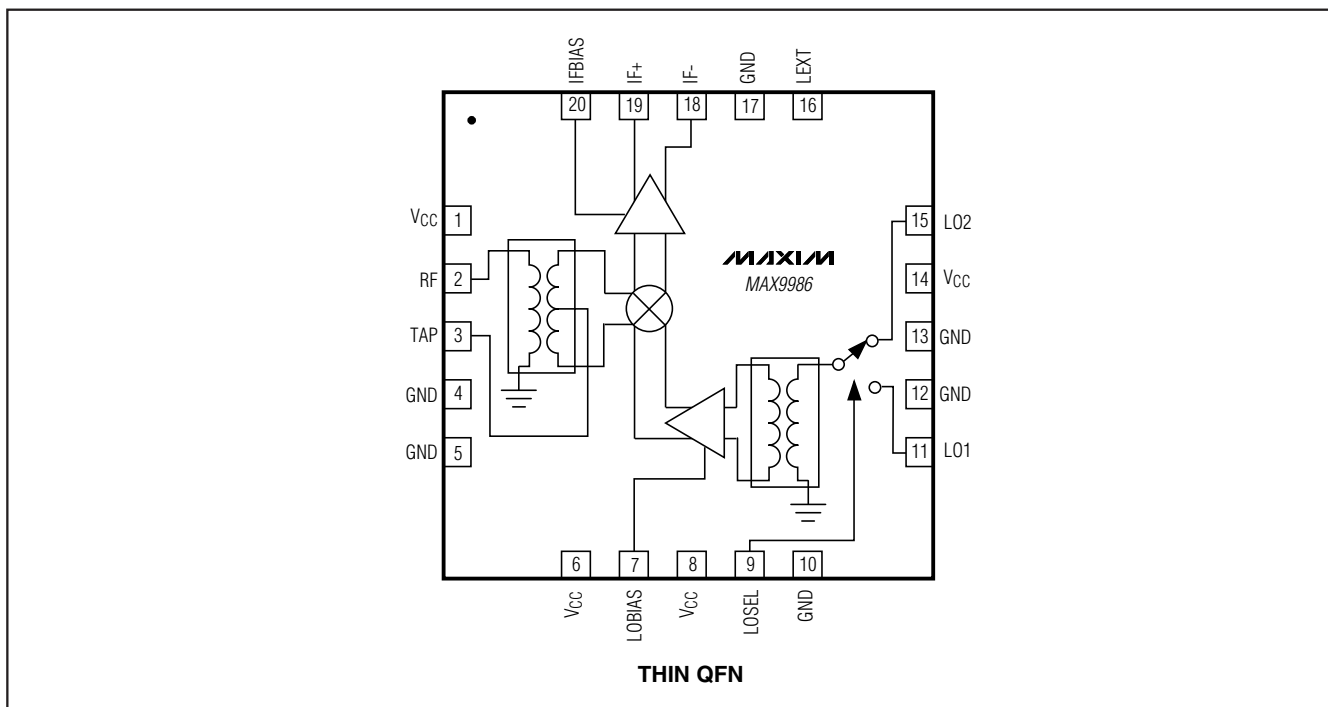 IFBIAS
IF+
IF-
GND
LEXT
20
19
18
17
16
VCC 1
RF 2
TAP 3
GND 4
GND 5
MAXIM
MAX9986
15 LO2
14 VCC
13 GND
12 GND
11 LO1
6
7
8
9
10
VCC
LOBIAS
VCC
LOSEL
GND
THIN QFN